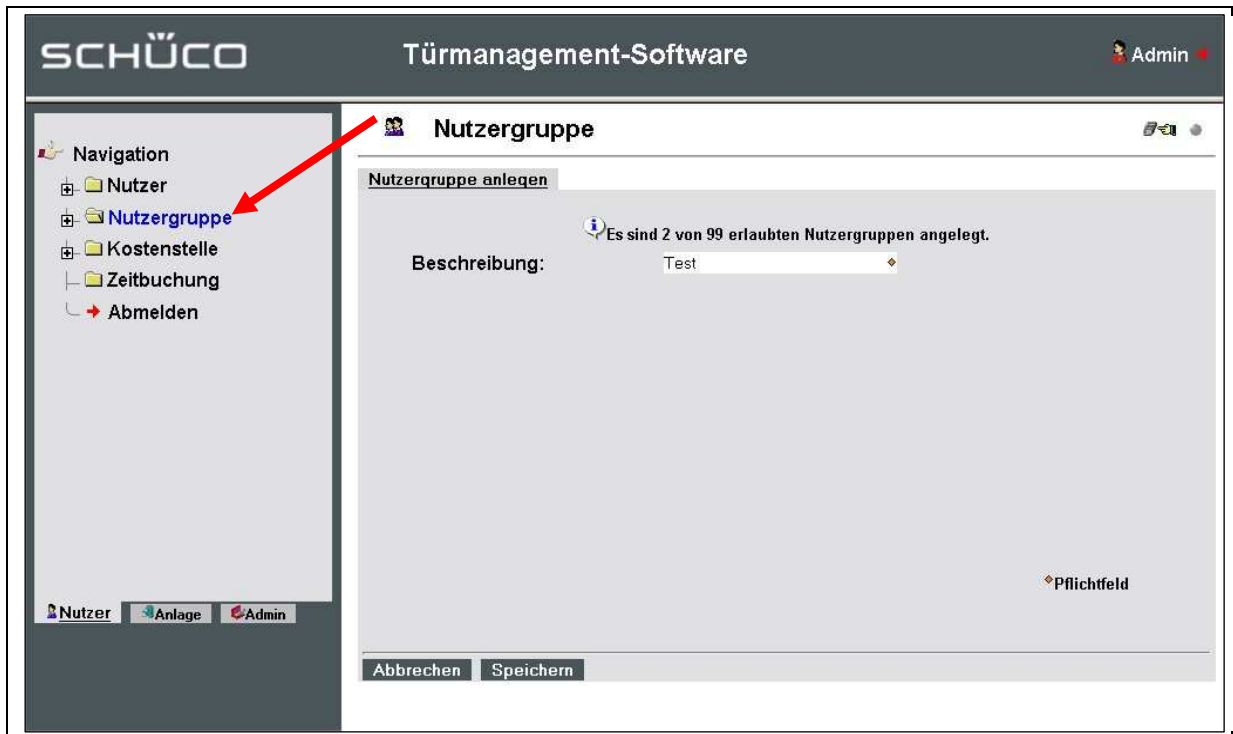 SCHÜCO
Türmanagement-Software
Admin
Navigation
Nutzer
Nutzergruppe
Kostenstelle
Zeitbuchung
Abmelden
Nutzer
Anlage
Admin
Nutzergruppe
Nutzergruppe anlegen
Es sind 2 von 99 erlaubten Nutzergruppen angelegt.
Beschreibung: Test
Pflichtfeld
Abbrechen Speichern